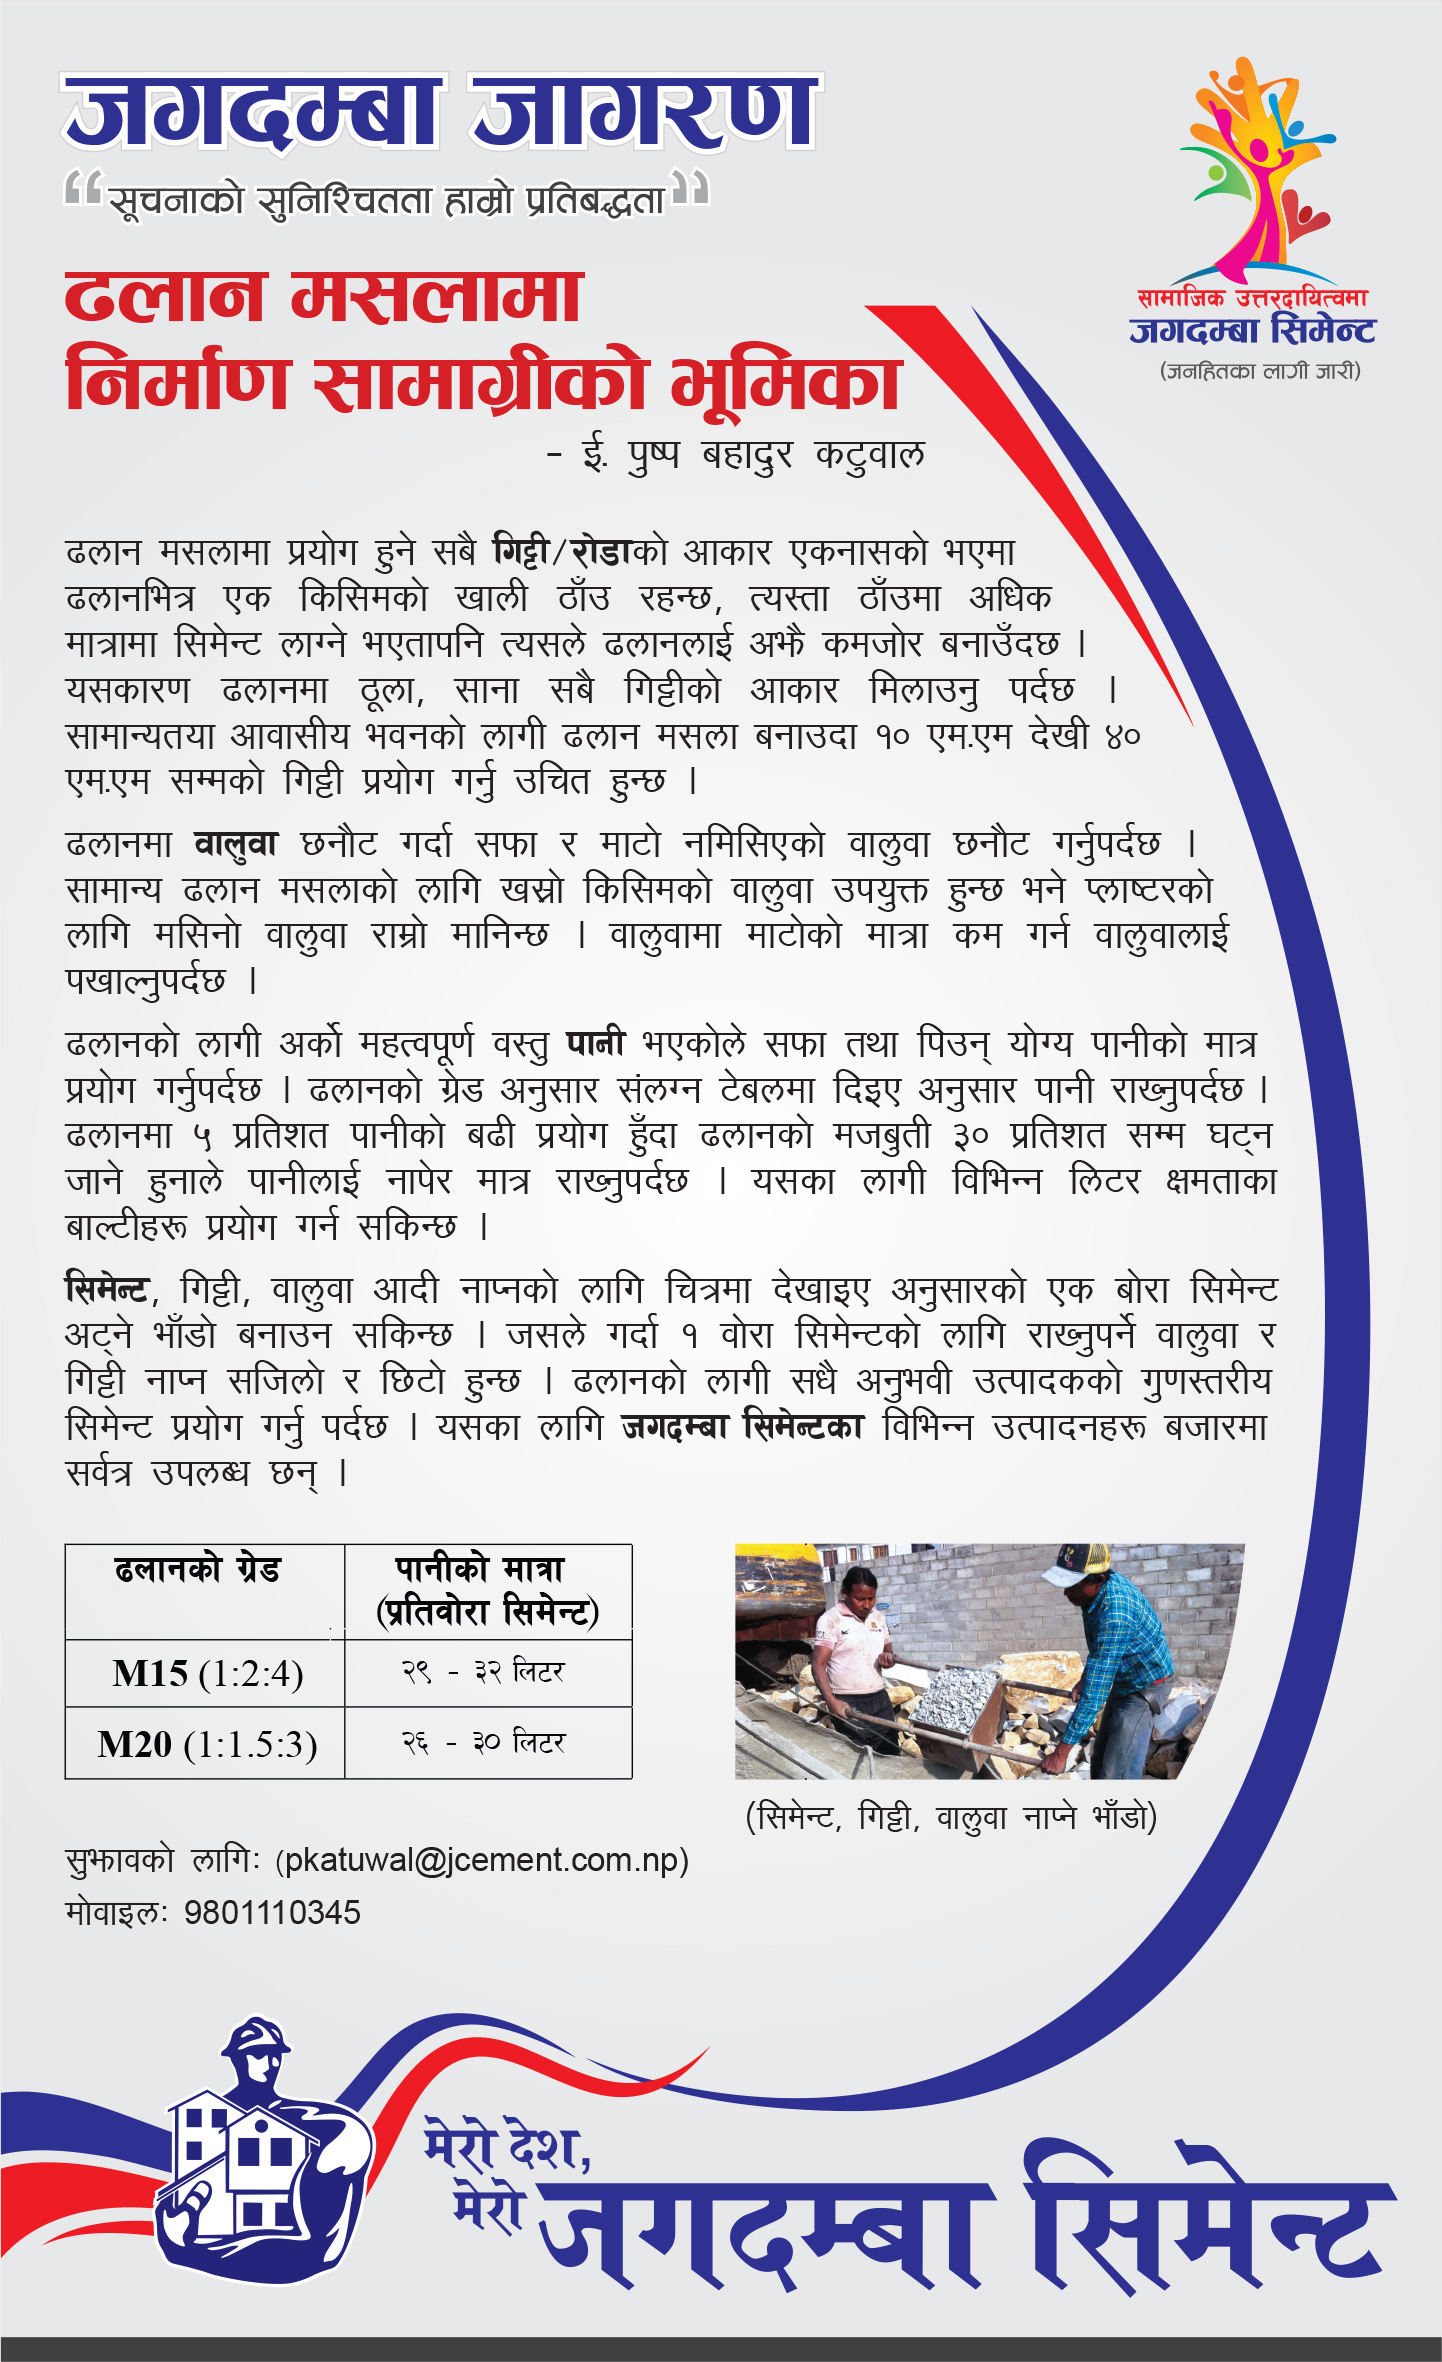 जगदम्बा जागरण
“सूचनाको सुनिश्चितता हाम्रो प्रतिबद्धता”
सामाजिक उत्तरदायित्वमा
जगदम्बा सिमेन्ट
(जनहितका लागी जारी)
ढलान मसलामा
निर्माण सामाग्रीको भूमिका
- ई. पुष्प बहादुर कटुवाल
ढलान मसलामा प्रयोग हुने सबै गिट्टी/रोडाको आकार एकनासको भएमा
ढलानभित्र एक किसिमको खाली ठाँउ रहन्छ, त्यस्ता ठाँउमा अधिक
मात्रामा सिमेन्ट लाग्ने भएतापनि त्यसले ढलानलाई अझै कमजोर बनाउँदछ ।
यसकारण ढलानमा ठूला, साना सबै गिट्टीको आकार मिलाउनु पर्दछ ।
सामान्यतया आवासीय भवनको लागी ढलान मसला बनाउदा १० एम.एम देखी ४०
एम.एम सम्मको गिट्टी प्रयोग गर्नु उचित हुन्छ ।
ढलानमा वालुवा छनौट गर्दा सफा र माटो नमिसिएको वालुवा छनौट गर्नुपर्दछ ।
सामान्य ढलान मसलाको लागि खस्रो किसिमको वालुवा उपयुक्त हुन्छ भने प्लाष्टरको
लागि मसिनो वालुवा राम्रो मानिन्छ । वालुवामा माटोको मात्रा कम गर्न वालुवालाई
पखाल्नुपर्दछ ।
ढलानको लागी अर्को महत्वपूर्ण वस्तु पानी भएकोले सफा तथा पिउन् योग्य पानीको मात्र
प्रयोग गर्नुपर्दछ । ढलानको ग्रेड अनुसार संलग्न टेबलमा दिइए अनुसार पानी राख्नुपर्दछ ।
ढलानमा ५ प्रतिशत पानीको बढी प्रयोग हुँदा ढलानको मजबुती ३० प्रतिशत सम्म घट्न
जाने हुनाले पानीलाई नापेर मात्र राख्नुपर्दछ । यसका लागी विभिन्न लिटर क्षमताका
बाल्टीहरू प्रयोग गर्न सकिन्छ ।
सिमेन्ट, गिट्टी, वालुवा आदी नाप्नको लागि चित्रमा देखाइए अनुसारको एक बोरा सिमेन्ट
अट्ने भाँडो बनाउन सकिन्छ । जसले गर्दा १ वोरा सिमेन्टको लागि राख्नुपर्ने वालुवा र
गिट्टी नाप्न सजिलो र छिटो हुन्छ । ढलानको लागी सधै अनुभवी उत्पादकको गुणस्तरीय
सिमेन्ट प्रयोग गर्नु पर्दछ । यसका लागि जगदम्बा सिमेन्टका विभिन्न उत्पादनहरू बजारमा
सर्वत्र उपलब्ध छन् ।
ढलानको ग्रेड पानीको मात्रा
(प्रतिवोरा सिमेन्ट)
M15 (1:2:4) २९ - ३२ लिटर
M20 (1:1.5:3) २६ - ३० लिटर
(सिमेन्ट, गिट्टी, वालुवा नाप्ने भाँडो)
सुझावको लागि: (pkatuwal@jcement.com.np)
मोवाइल: 9801110345
मेरो देश,
मेरो जगदम्बा सिमेन्ट